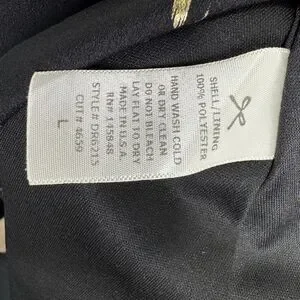 SHELL/LINING
100% POLYESTER
HAND WASH COLD
OR DRY CLEAN
DO NOT BLEACH
LAY FLAT TO DRY
MADE IN U.S.A.
RN# 145848
STYLE# DR6215
CUT# 4659
L